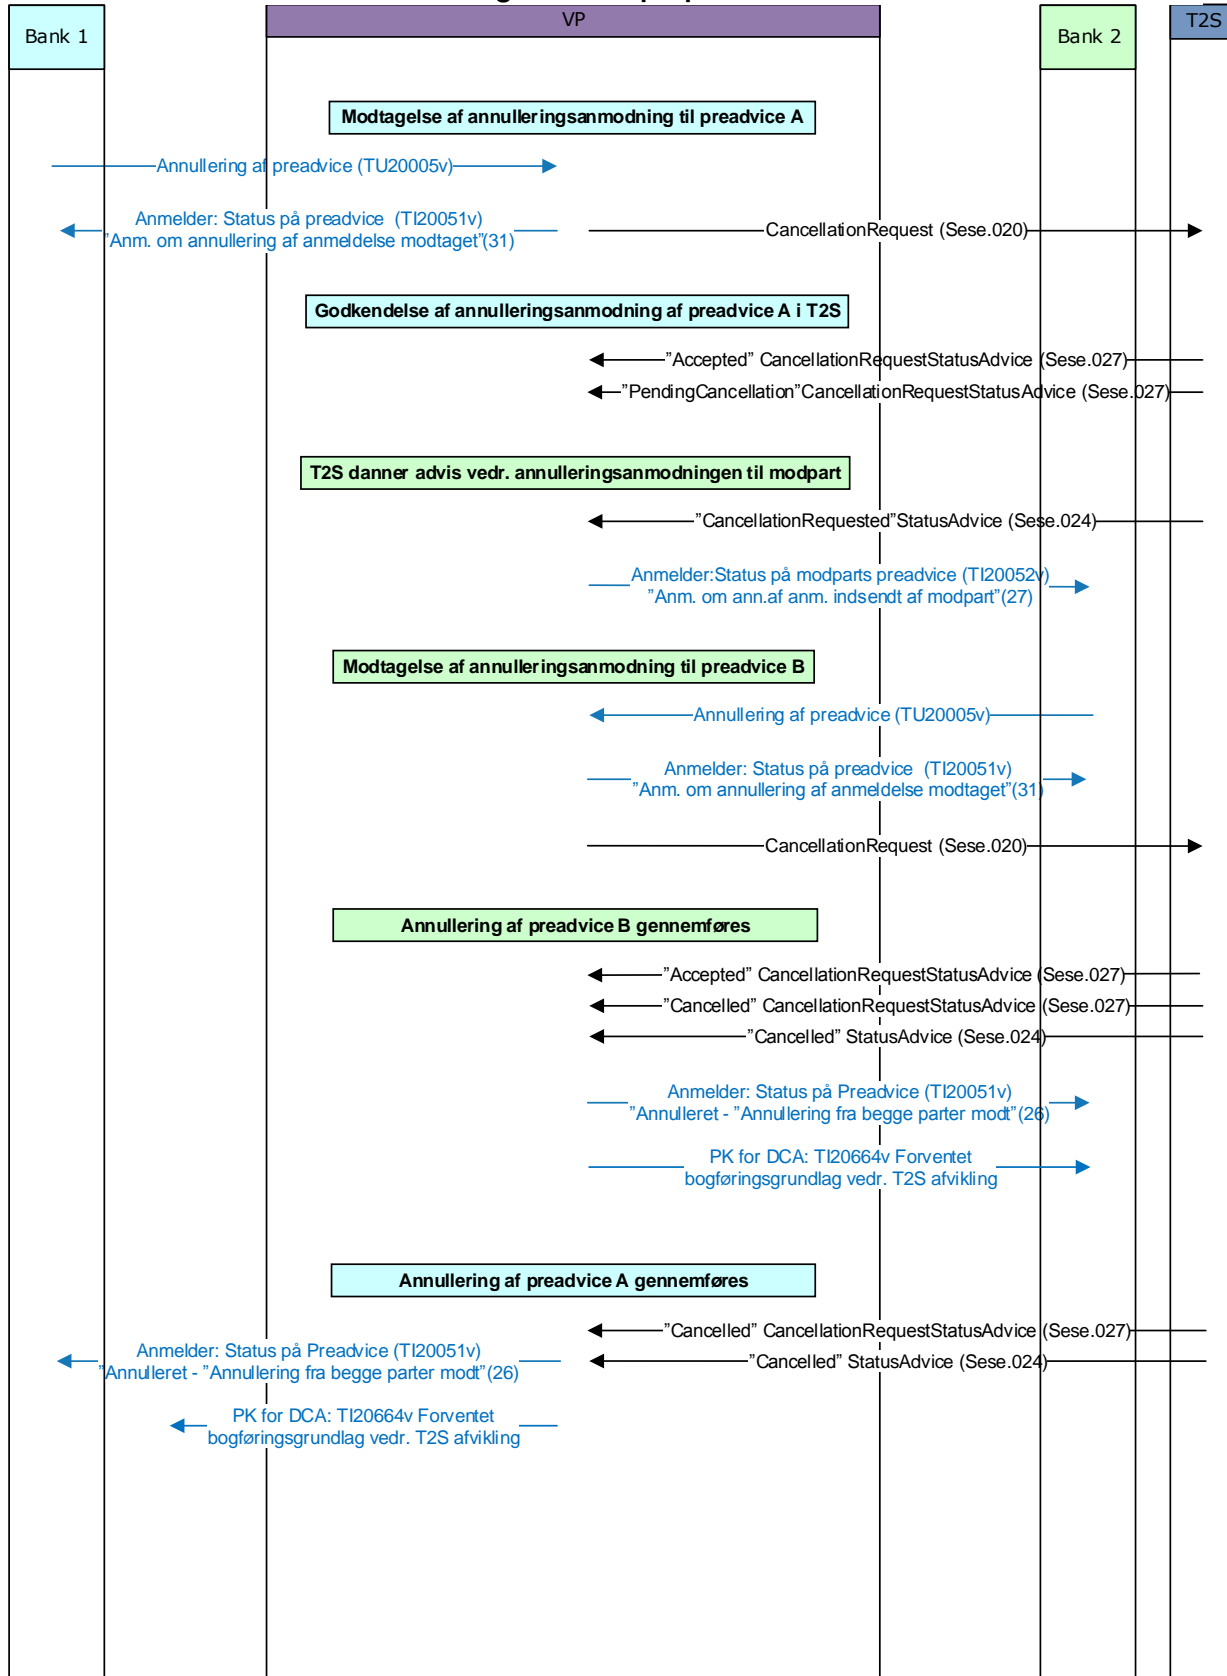 Bank 1
VP
Bank 2
T2S
Modtagelse af annulleringsanmodning til preadvice A
Annullering af preadvice (TU20005v)
Anmelder: Status på preadvice (TI20051v)
"Anm. om annullering af anmeldelse modtaget"(31)
CancellationRequest (Sese.020)
Godkendelse af annulleringsanmodning af preadvice A i T2S
"Accepted" CancellationRequestStatusAdvice (Sese.027)
"PendingCancellation"CancellationRequestStatusAdvice (Sese.027)
T2S danner advis vedr. annulleringsanmodningen til modpart
"CancellationRequested"StatusAdvice (Sese.024)
Anmelder:Status på modparts preadvice (TI20052v)
"Anm. om ann.af anm. indsendt af modpart"(27)
Modtagelse af annulleringsanmodning til preadvice B
Annullering af preadvice (TU20005v)
Anmelder: Status på preadvice (TI20051v)
"Anm. om annullering af anmeldelse modtaget"(31)
CancellationRequest (Sese.020)
Annullering af preadvice B gennemføres
"Accepted" CancellationRequestStatusAdvice (Sese.027)
"Cancelled" CancellationRequestStatusAdvice (Sese.027)
"Cancelled" StatusAdvice (Sese.024)
Anmelder: Status på Preadvice (TI20051v)
"Annulleret - "Annullering fra begge parter modt"(26)
PK for DCA: TI20664v Forventet
bogføringsgrundlag vedr. T2S afvikling
Annullering af preadvice A gennemføres
"Cancelled" CancellationRequestStatusAdvice (Sese.027)
Anmelder: Status på Preadvice (TI20051v)
"Annulleret - "Annullering fra begge parter modt"(26)
"Cancelled" StatusAdvice (Sese.024)
PK for DCA: TI20664v Forventet
bogføringsgrundlag vedr. T2S afvikling